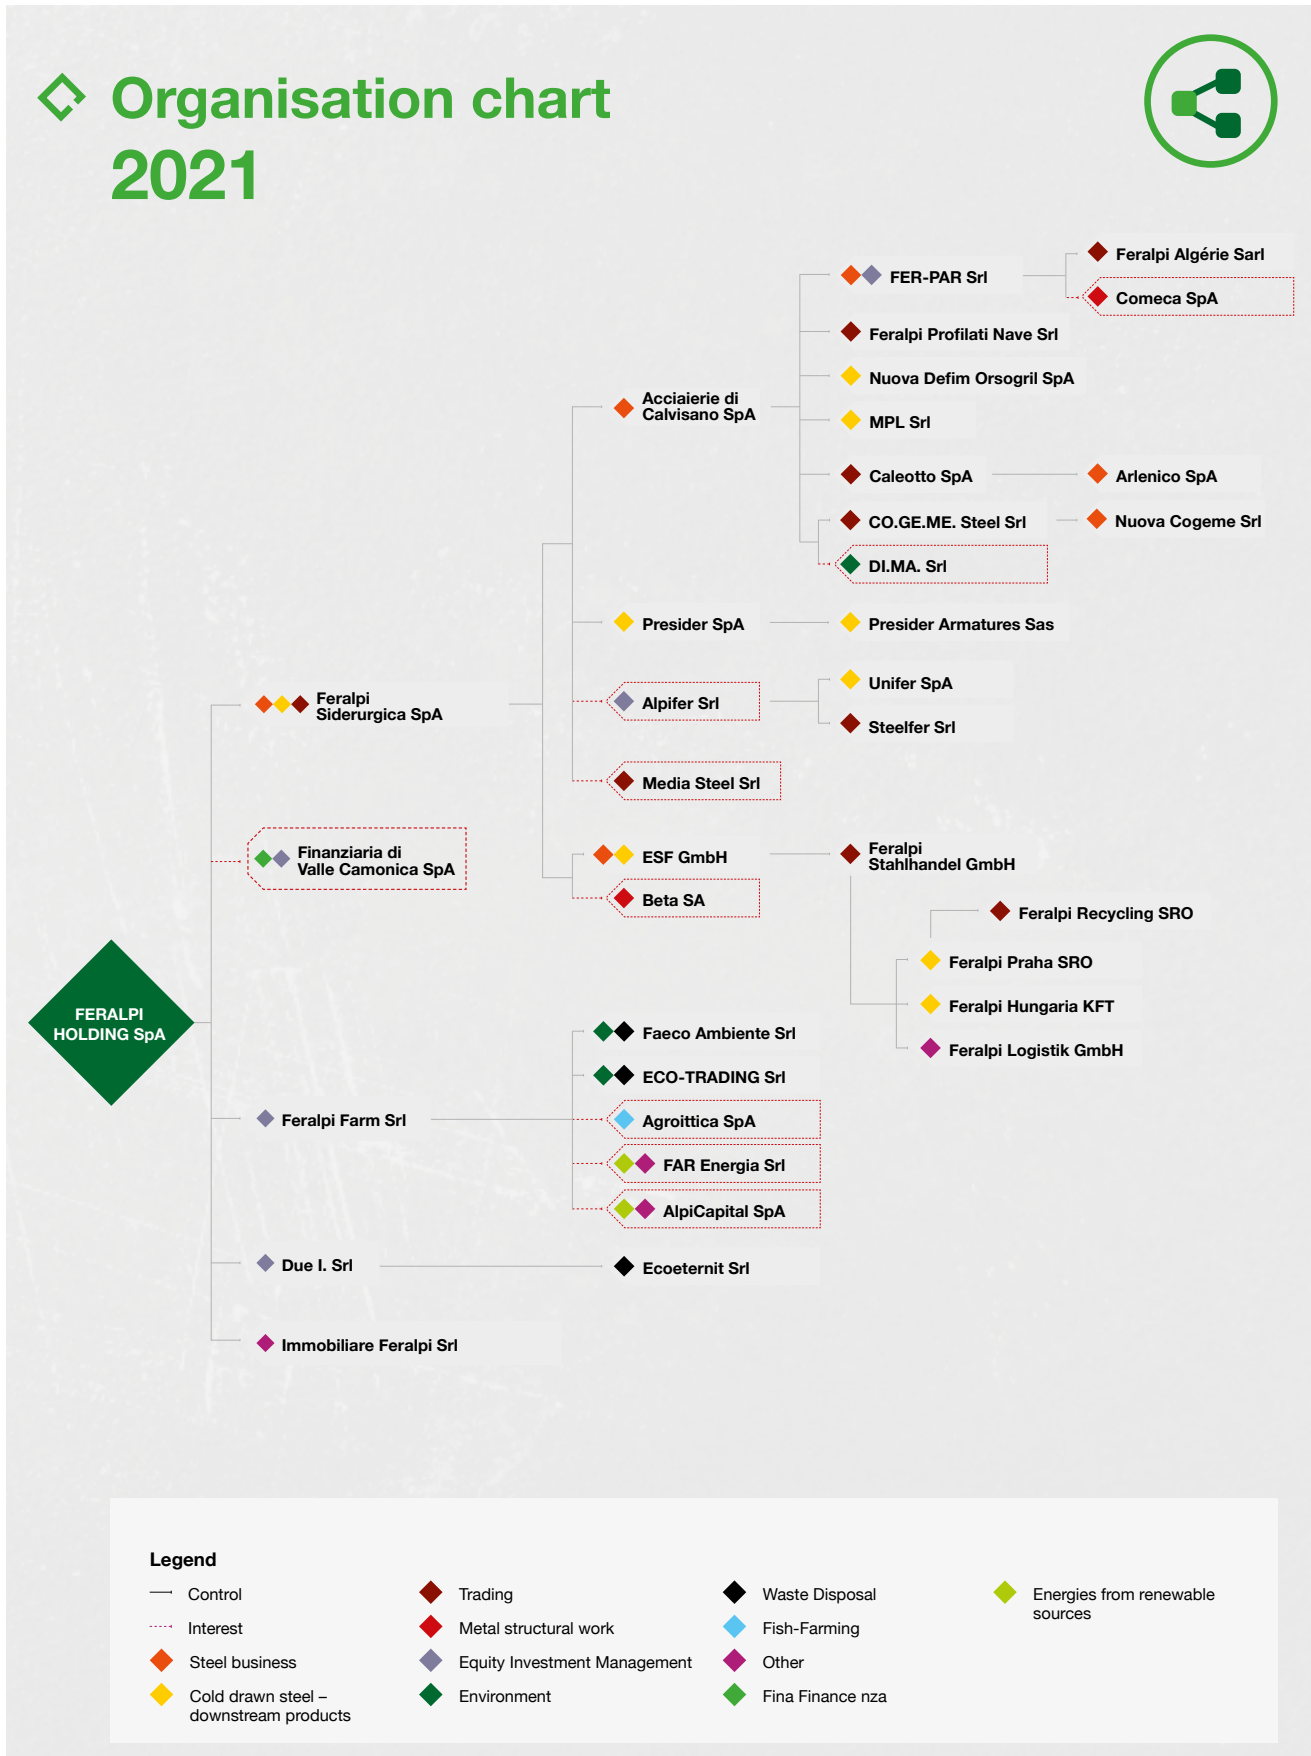 Organisation chart
2021
Feralpi Algérie Sarl
FER-PAR Srl
Comeca SpA
Feralpi Profilati Nave Srl
Nuova Defim Orsogril SpA
Acciaierie di
Calvisano SpA
MPL Srl
Caleotto SpA
Arlenico SpA
CO.GE.ME. Steel Srl
Nuova Cogeme Srl
DI.MA. Srl
Presider SpA
Presider Armatures Sas
Feralpi
Siderurgica SpA
Alpifer Srl
Unifer SpA
Steelfer Srl
Media Steel Srl
Finanziaria di
Valle Camonica SpA
ESF GmbH
Feralpi
Stahlhandel GmbH
Beta SA
Feralpi Recycling SRO
Feralpi Praha SRO
Feralpi Hungaria KFT
Feralpi Logistik GmbH
FERALPI
HOLDING SpA
Faeco Ambiente Srl
ECO-TRADING Srl
Feralpi Farm Srl
Agroittica SpA
FAR Energia Srl
AlpiCapital SpA
Due I. Srl
Ecoeternit Srl
Immobiliare Feralpi Srl
Legend
Control
Interest
Steel business
Cold drawn steel –
downstream products
Trading
Metal structural work
Equity Investment Management
Environment
Waste Disposal
Fish-Farming
Other
Fina Finance nza
Energies from renewable
sources